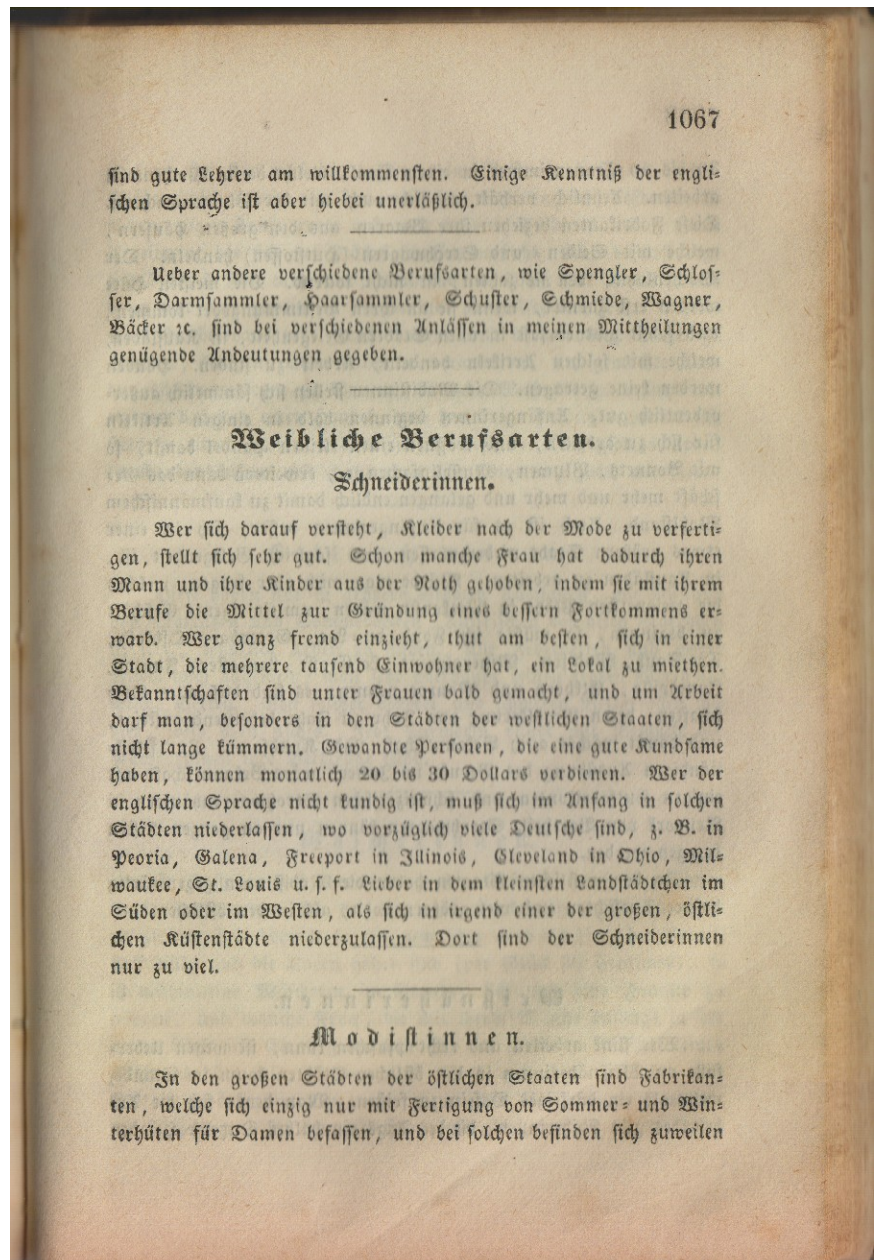 1067
sind gute Lehrer am willkommensten. Einige Kenntniß der engli-
schen Sprache ist aber hiebei unerläßlich.
Ueber andere verschiedene Berufsarten, wie Spengler, Schlos-
ser, Darmsammler, Haarsammler, Schuster, Schmiede, Wagner,
Bäcker ꝛc. sind bei verschiedenen Anlässen in meinen Mittheilungen
genügende Andeutungen gegeben.
Weibliche Berufsarten.
Schneiderinnen.
Wer sich darauf versteht, Kleider nach der Mode zu verferti-
gen, stellt sich sehr gut. Schon manche Frau hat dadurch ihren
Mann und ihre Kinder aus der Noth gehoben, indem sie mit ihrem
Berufe die Mittel zur Gründung eines bessern Fortkommens er-
warb. Wer ganz fremd einzieht, thut am besten, sich in einer
Stadt, die mehrere tausend Einwohner hat, ein Lokal zu miethen.
Bekanntschaften sind unter Frauen bald gemacht, und um Arbeit
darf man, besonders in den Städten der westlichen Staaten, sich
nicht lange kümmern. Gewandte Personen, die eine gute Kundsame
haben, können monatlich 20 bis 30 Dollars verdienen. Wer der
englischen Sprache nicht kundig ist, muß sich im Anfang in solchen
Städten niederlassen, wo vorzüglich viele Deutsche sind, z. B. in
Peoria, Galena, Freeport in Illinois, Cleveland in Ohio, Mil-
waukee, St. Louis u. s. f. Lieber in dem kleinsten Landstädtchen im
Süden oder im Westen, als sich in irgend einer der großen, östli-
chen Küstenstädte niederzulassen. Dort sind der Schneiderinnen
nur zu viel.
Modistinnen.
In den großen Städten der östlichen Staaten sind Fabrikan-
ten, welche sich einzig nur mit Fertigung von Sommer- und Win-
terhüten für Damen befassen, und bei solchen befinden sich zuweilen